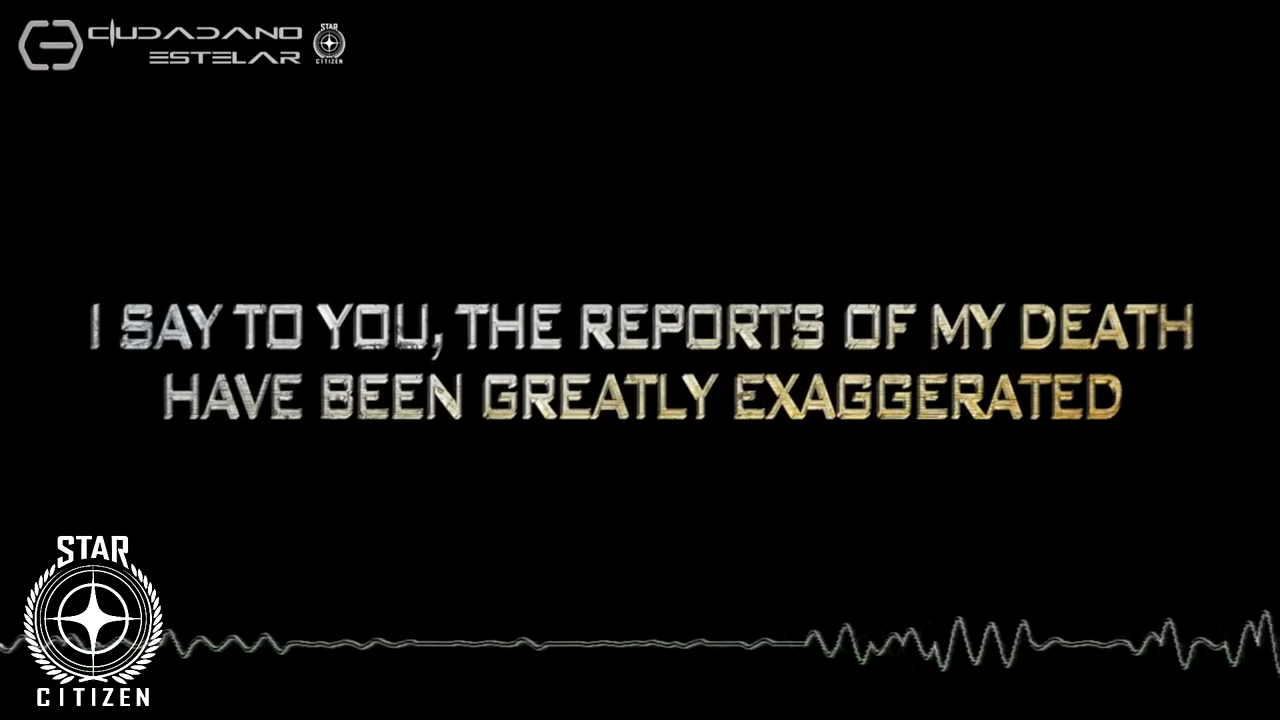 CIUDADANO
ESTELAR
STAR
CITIZEN
I SAY TO YOU, THE REPORTS OF MY DEATH
HAVE BEEN GREATLY EXAGGERATED
STAR
CITIZEN